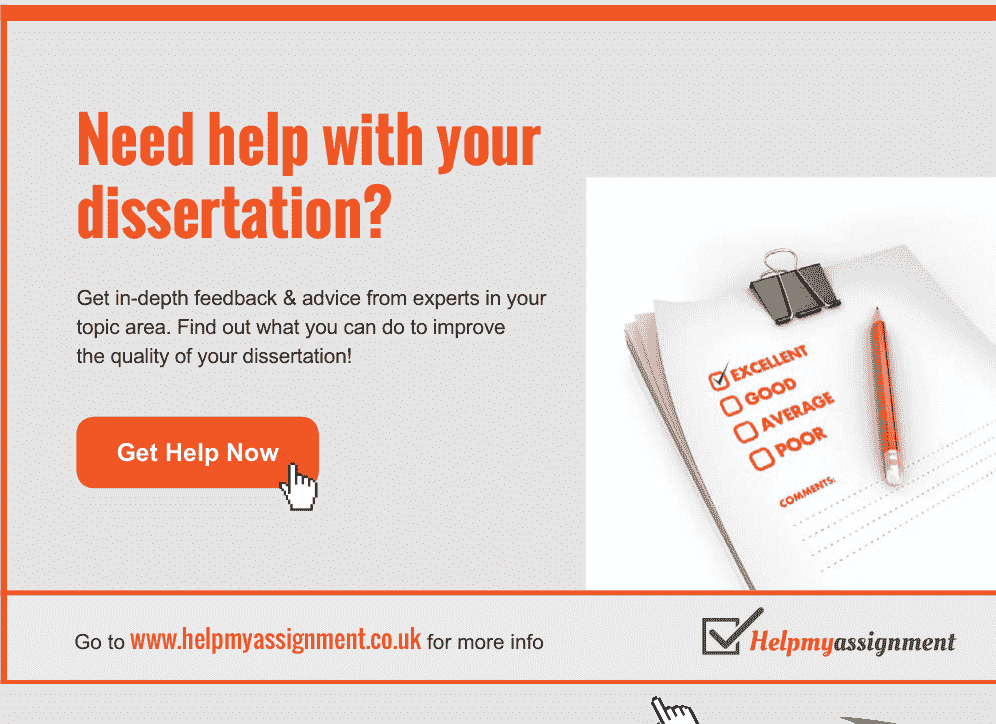 Need help with your
dissertation?
Get in-depth feedback & advice from experts in your
topic area. Find out what you can do to improve
the quality of your dissertation!
Get Help Now
EXCELLENT
GOOD
AVERAGE
POOR
COMMENTS:
Go to www.helpmyassignment.co.uk for more info
Helpmyassignment